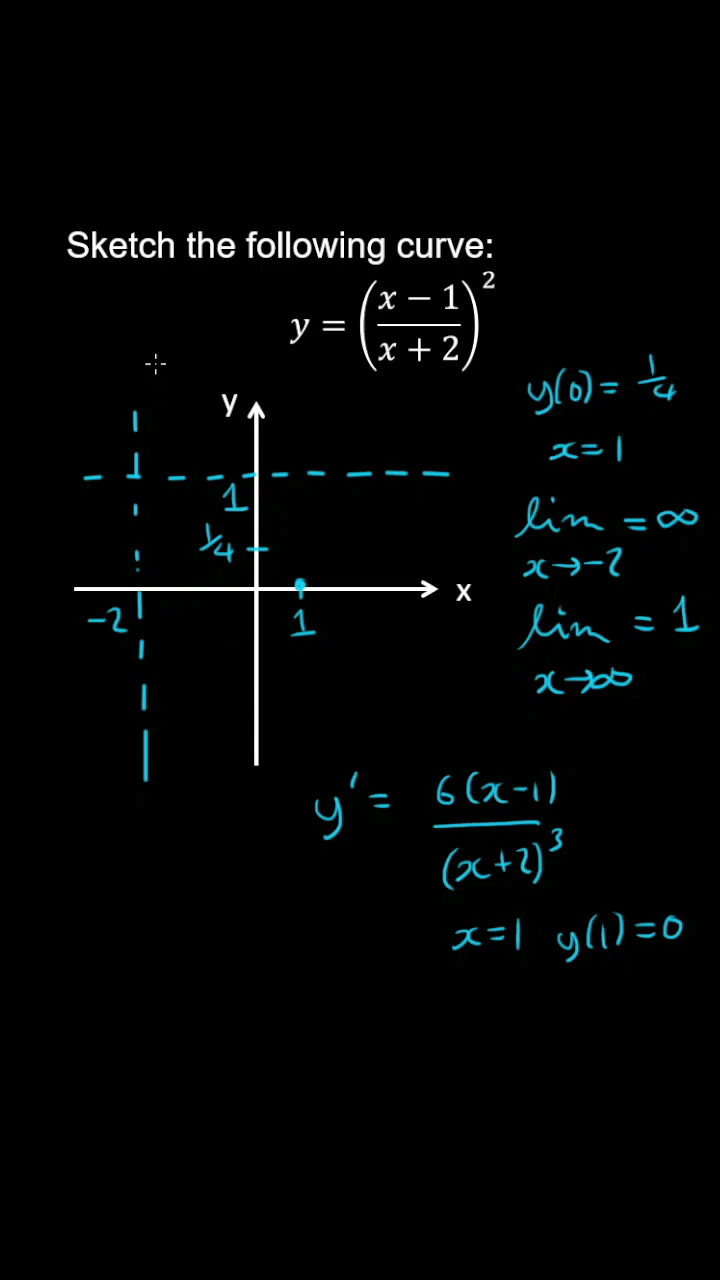 Sketch the following curve:
y = ((x − 1)/(x + 2))²
y(0) = 1/4
x = 1
lim = ∞
x→−2
lim = 1
x→∞
y
1
1/4
x
−2
1
y' = 6(x−1)/(x+2)³
x=1 y(1)=0